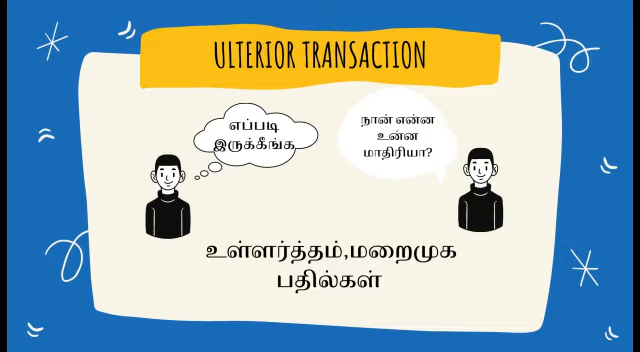 ULTERIOR TRANSACTION
எப்படி
இருக்கீங்க
நான் என்ன
உன்ன
மாதிரியா?
உள்ளர்த்தம்,மறைமுக
பதில்கள்